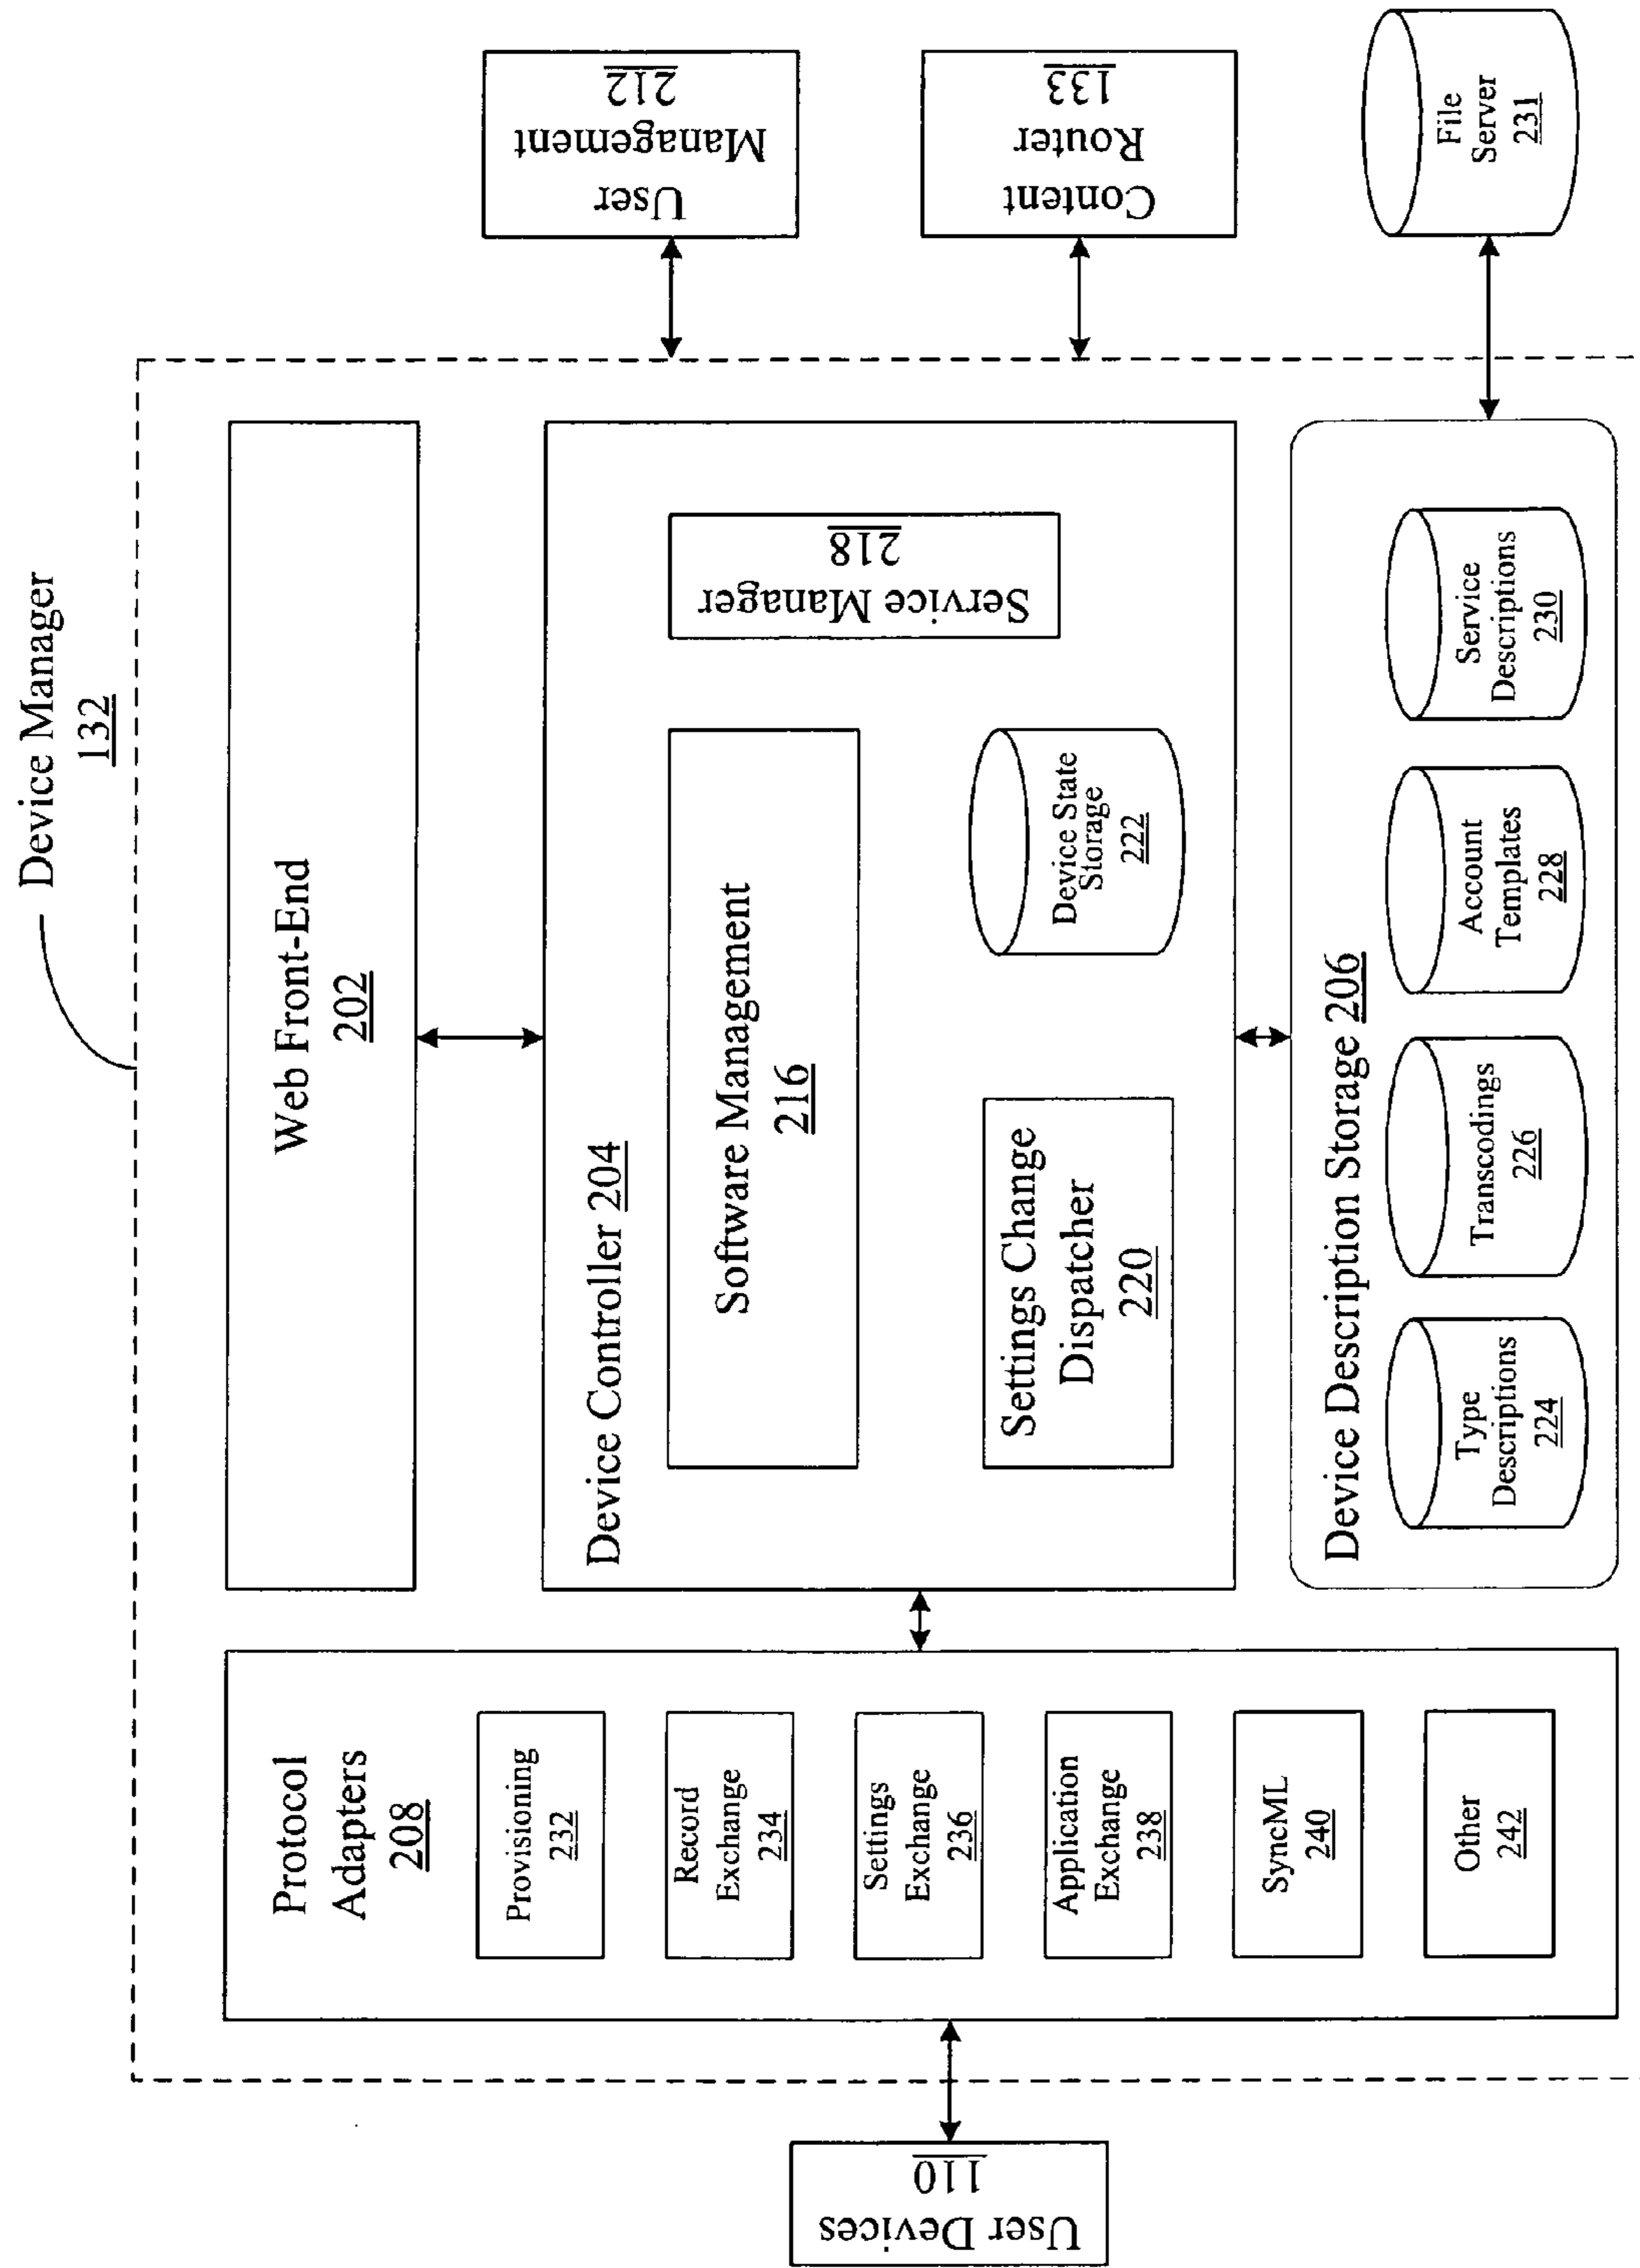 Device Manager
132
Web Front-End
202
Protocol
Adapters
208
Provisioning
232
Record
Exchange
234
Settings
Exchange
236
Application
Exchange
238
SyncML
240
Other
242
User Devices
110
Device Controller 204
Software Management
216
Service Manager
218
Settings Change
Dispatcher
220
Device State
Storage
222
Device Description Storage 206
Type
Descriptions
224
Transcodings
226
Account
Templates
228
Service
Descriptions
230
User
Management
212
Content
Router
133
File
Server
231